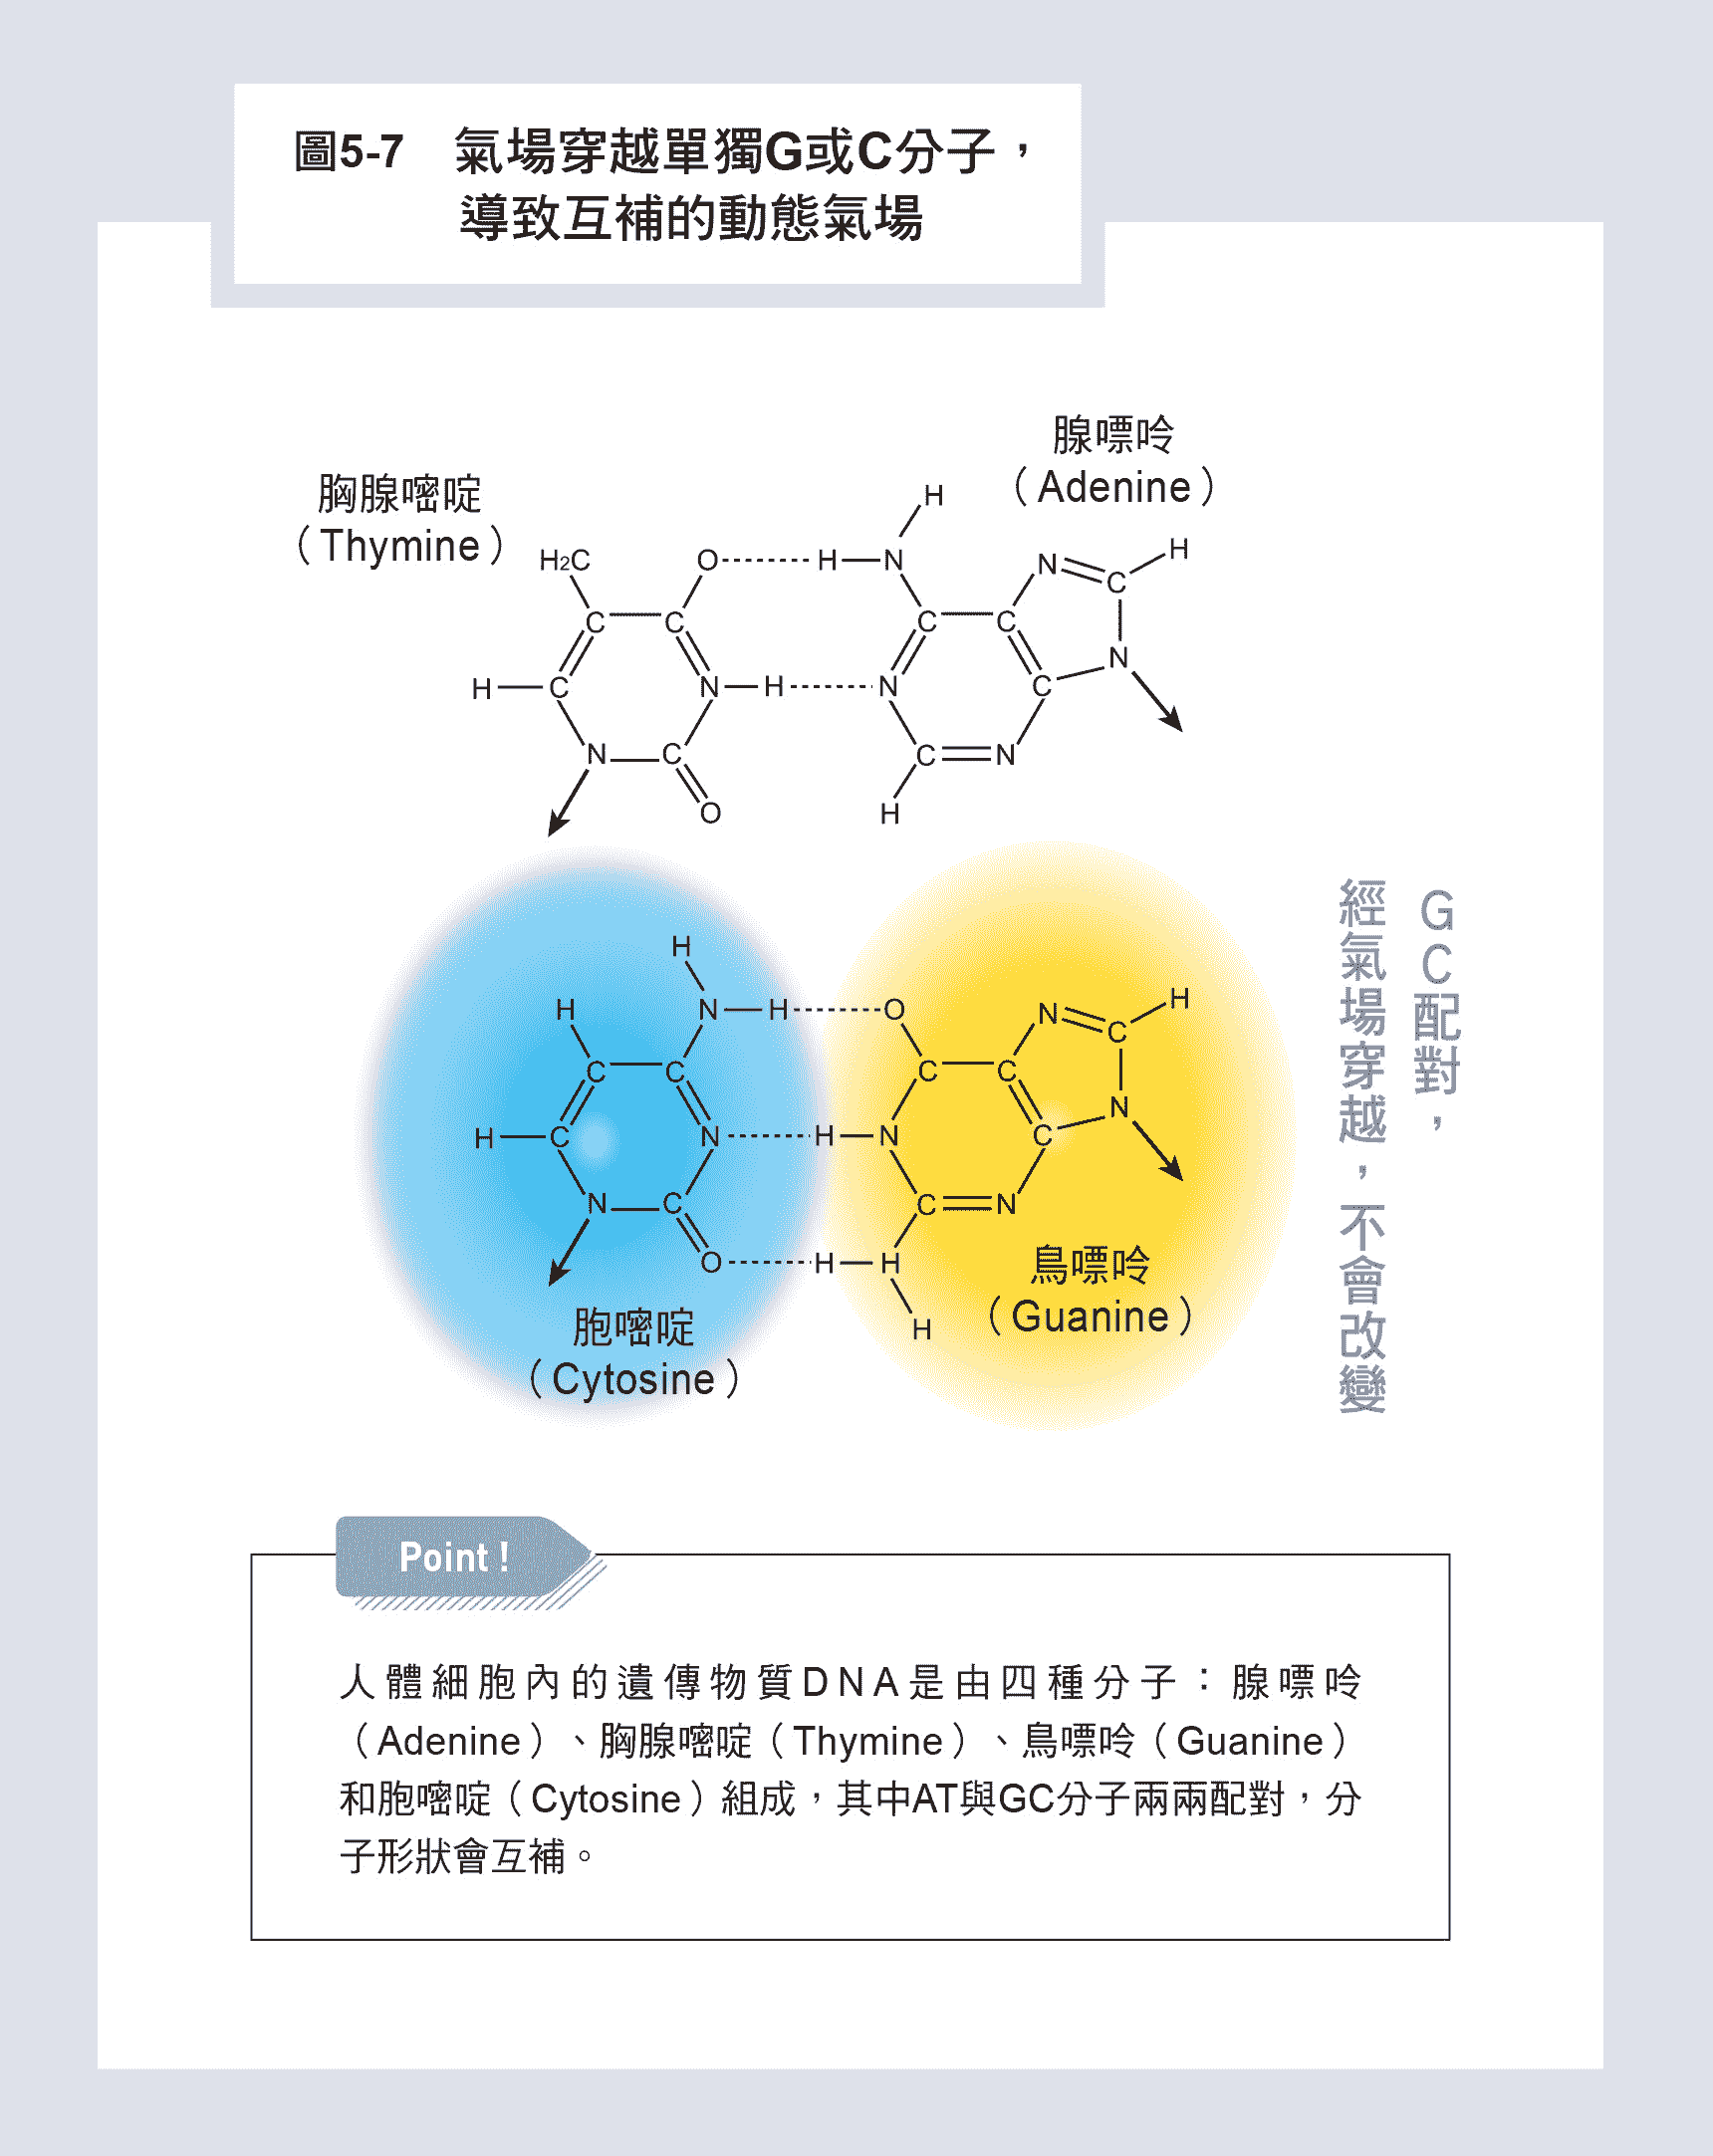 圖5-7　氣場穿越單獨G或C分子，
導致互補的動態氣場
腺嘌呤
（Adenine）
胸腺嘧啶
（Thymine）
H
H₂C
O
H
N
N
H
C
C
C
C
C
C
H
C
N
H
N
C
N
N
C
C
N
O
H
GC配對，
經氣場穿越，不會改變
H
H
N
H
O
N
H
C
C
C
C
C
C
H
C
N
H
N
C
N
N
C
C
N
O
H
H
H
鳥嘌呤
（Guanine）
胞嘧啶
（Cytosine）
Point！
人體細胞內的遺傳物質DNA是由四種分子：腺嘌呤
（Adenine）、胸腺嘧啶（Thymine）、鳥嘌呤（Guanine）
和胞嘧啶（Cytosine）組成，其中AT與GC分子兩兩配對，分
子形狀會互補。